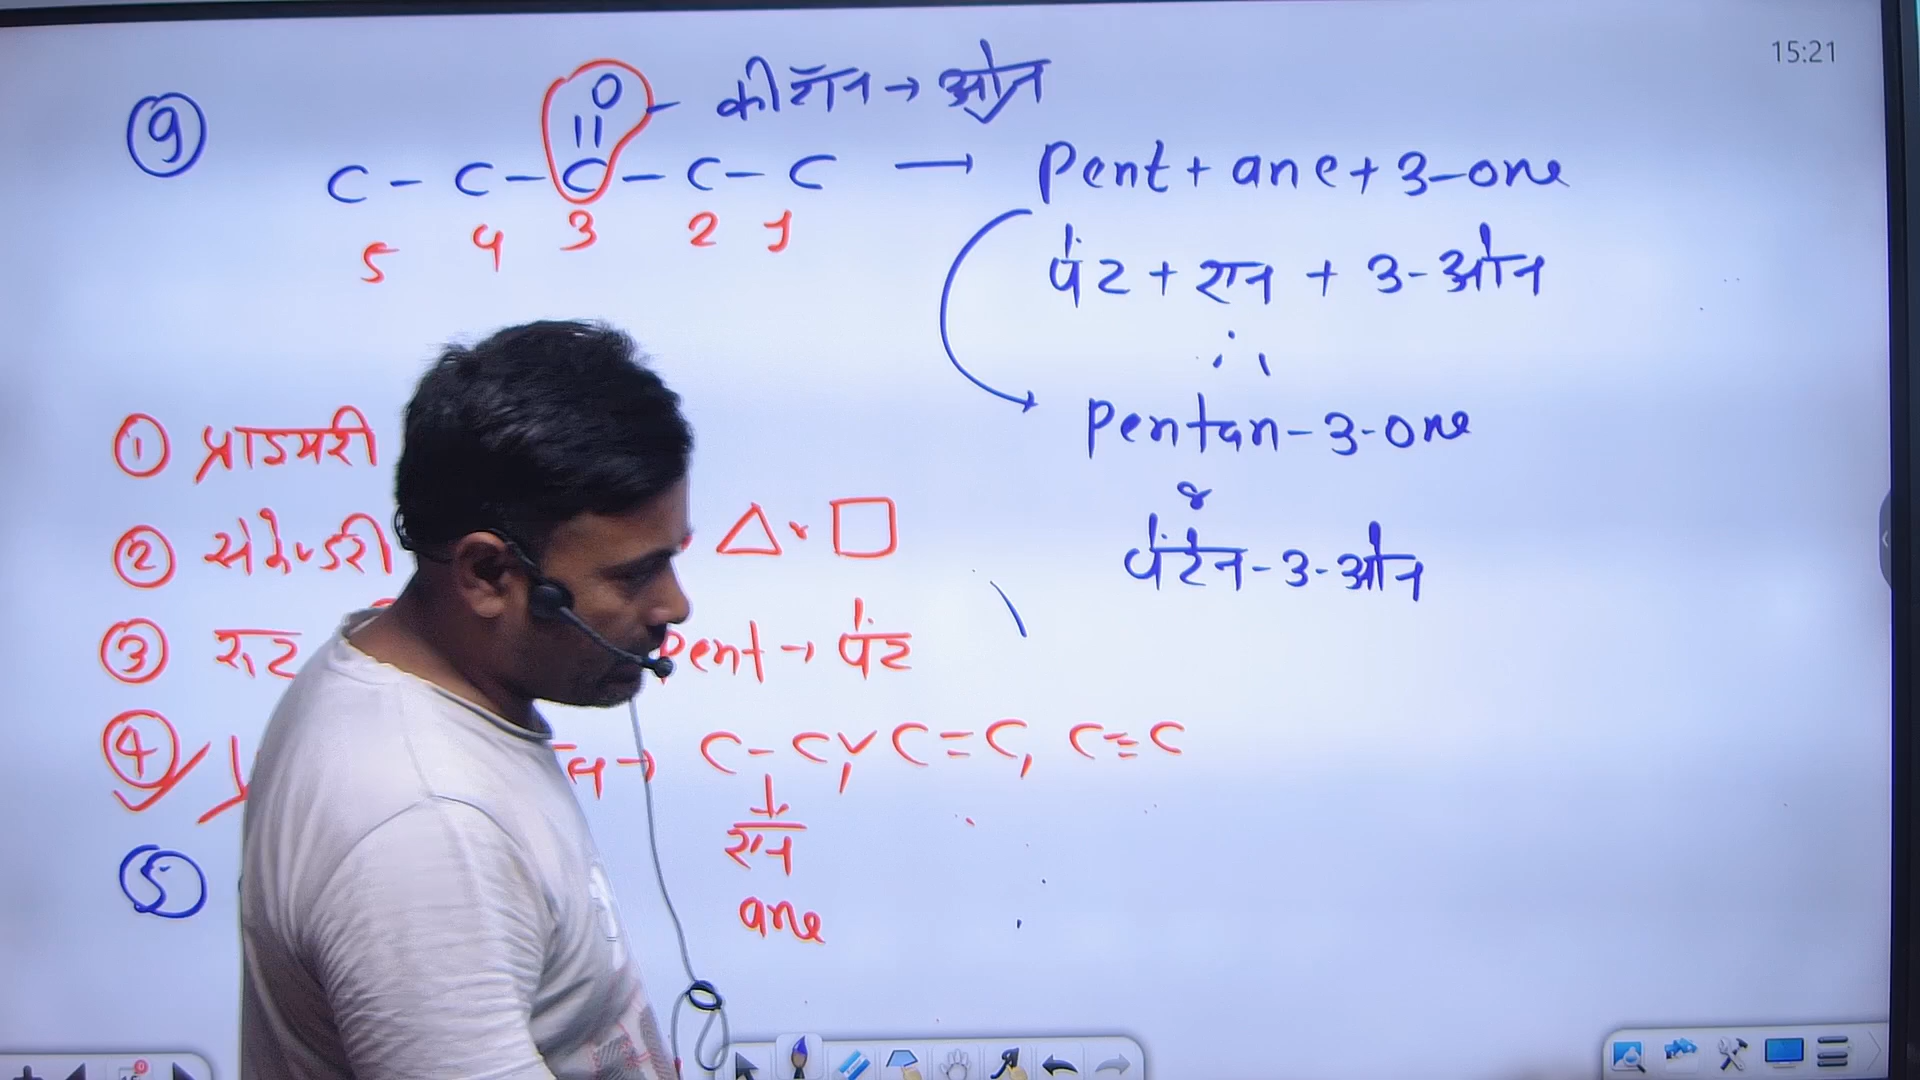 15:21
9 O कीटॉन → ओन
||
C - C - C - C - C → Pent + ane + 3-one
5 4 3 2 1
पेंट + एन + 3-ओन
Pentan-3-one
पेंटेन-3-ओन
① प्राइमरी
② सेकेण्डरी
③ रूट Pent → पेंट
④ → C-C, C=C, C≡C
एन
ane
⑤